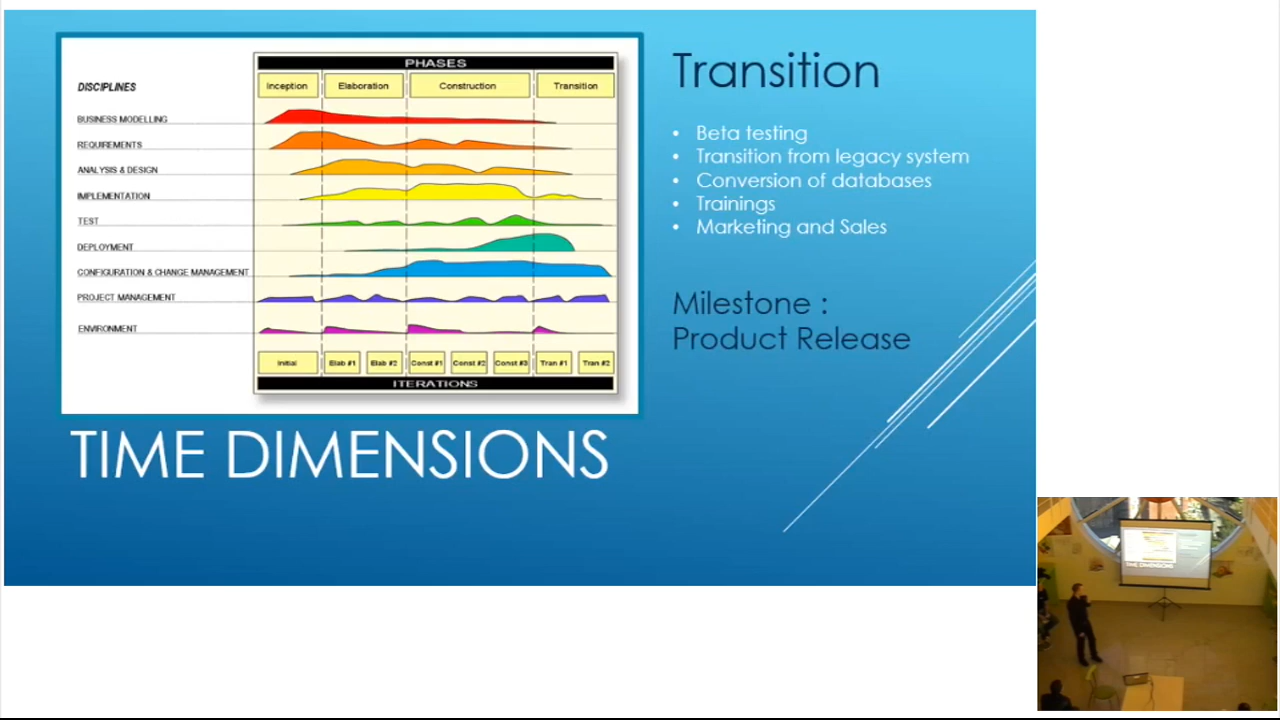 PHASES
DISCIPLINES
Inception
Elaboration
Construction
Transition
BUSINESS MODELLING
REQUIREMENTS
ANALYSIS & DESIGN
IMPLEMENTATION
TEST
DEPLOYMENT
CONFIGURATION & CHANGE MANAGEMENT
PROJECT MANAGEMENT
ENVIRONMENT
Initial
Elab #1
Elab #2
Const #1
Const #2
Const #3
Tran #1
Tran #2
ITERATIONS
TIME DIMENSIONS
Transition
• Beta testing
• Transition from legacy system
• Conversion of databases
• Trainings
• Marketing and Sales
Milestone :
Product Release
TIME DIMENSIONS